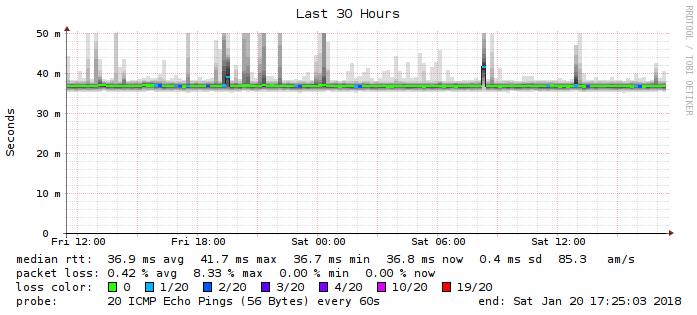 Last 30 Hours
RRDTOOL / TOBI OETIKER
Seconds
50 m
40 m
30 m
20 m
10 m
0
Fri 12:00 Fri 18:00 Sat 00:00 Sat 06:00 Sat 12:00
median rtt: 36.9 ms avg 41.7 ms max 36.7 ms min 36.8 ms now 0.4 ms sd 85.3 am/s
packet loss: 0.42 % avg 8.33 % max 0.00 % min 0.00 % now
loss color: 0 1/20 2/20 3/20 4/20 10/20 19/20
probe: 20 ICMP Echo Pings (56 Bytes) every 60s end: Sat Jan 20 17:25:03 2018